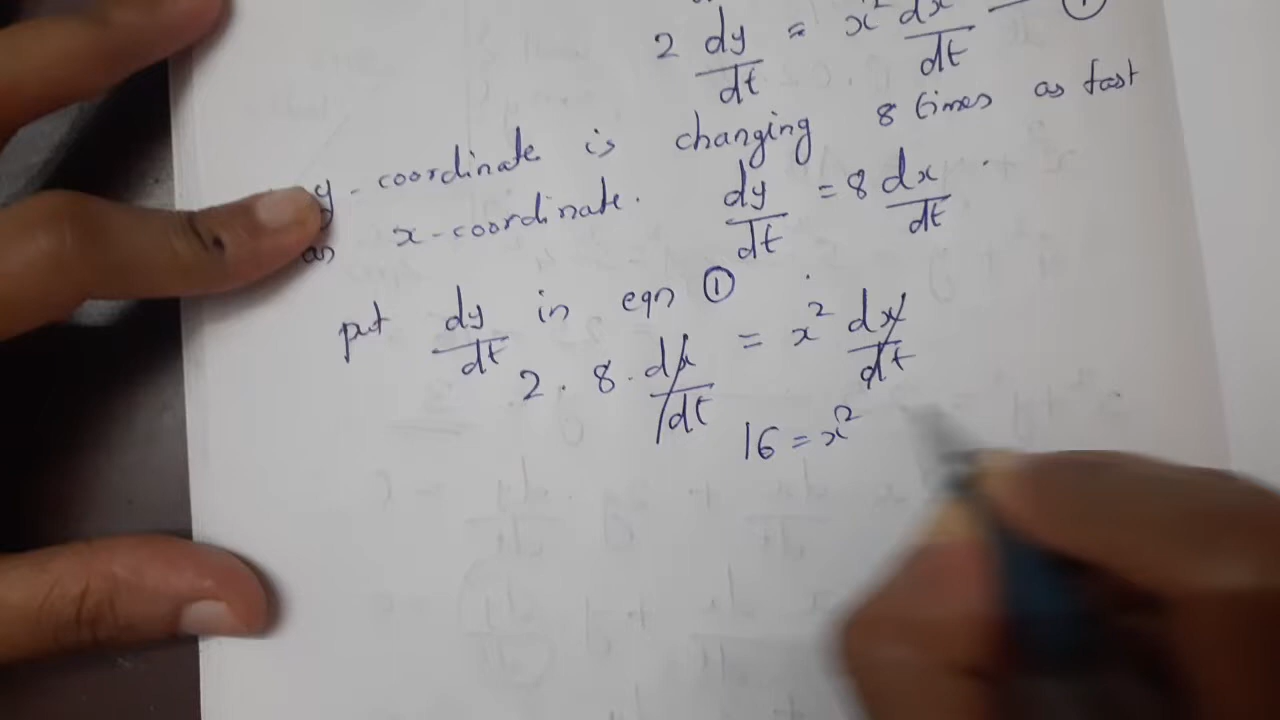 2 dy/dt = x² dx/dt — ①
y-coordinate is changing 8 times as fast
as x-coordinate. dy/dt = 8 dx/dt.
put dy/dt in eqn ①
2 . 8 . dx/dt = x² dx/dt
16 = x²